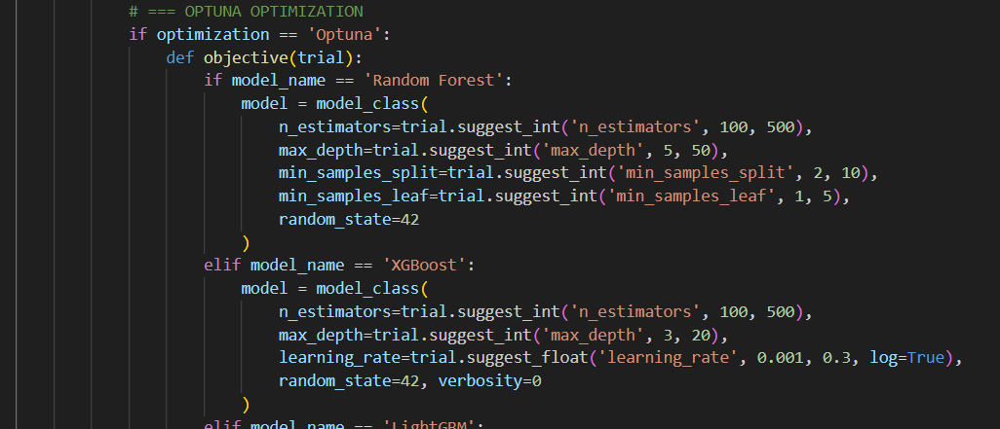 # === OPTUNA OPTIMIZATION
if optimization == 'Optuna':
def objective(trial):
if model_name == 'Random Forest':
model = model_class(
n_estimators=trial.suggest_int('n_estimators', 100, 500),
max_depth=trial.suggest_int('max_depth', 5, 50),
min_samples_split=trial.suggest_int('min_samples_split', 2, 10),
min_samples_leaf=trial.suggest_int('min_samples_leaf', 1, 5),
random_state=42
)
elif model_name == 'XGBoost':
model = model_class(
n_estimators=trial.suggest_int('n_estimators', 100, 500),
max_depth=trial.suggest_int('max_depth', 3, 20),
learning_rate=trial.suggest_float('learning_rate', 0.001, 0.3, log=True),
random_state=42, verbosity=0
)
elif model_name == 'LightGBM':